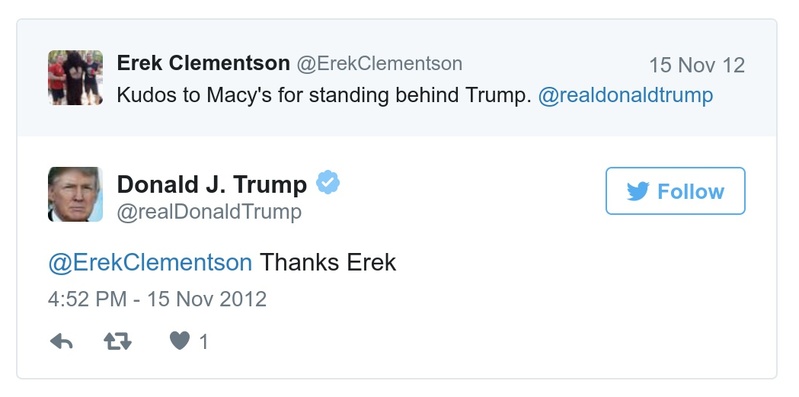 Erek Clementson @ErekClementson 15 Nov 12
Kudos to Macy's for standing behind Trump. @realdonaldtrump
Donald J. Trump
@realDonaldTrump
Follow
@ErekClementson Thanks Erek
4:52 PM - 15 Nov 2012
1